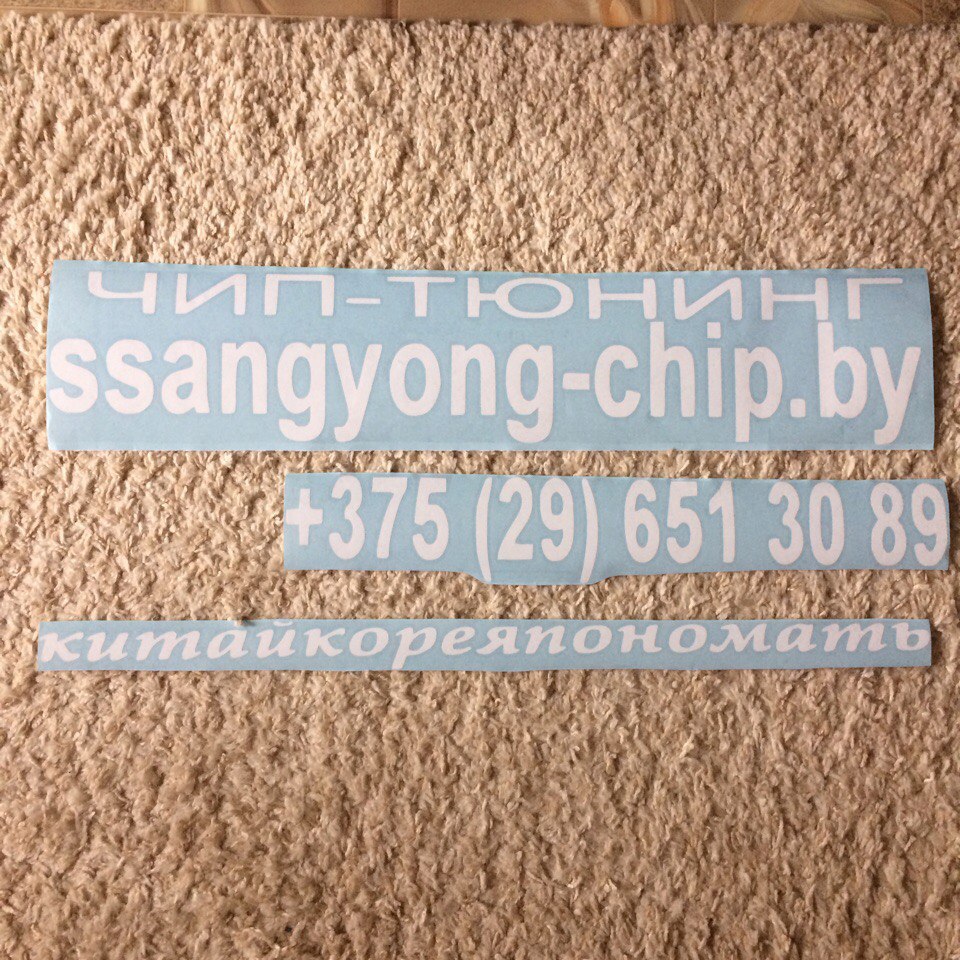 ЧИП-ТЮНИНГ
ssangyong-chip.by
+375 (29) 651 30 89
китайкореяпономать